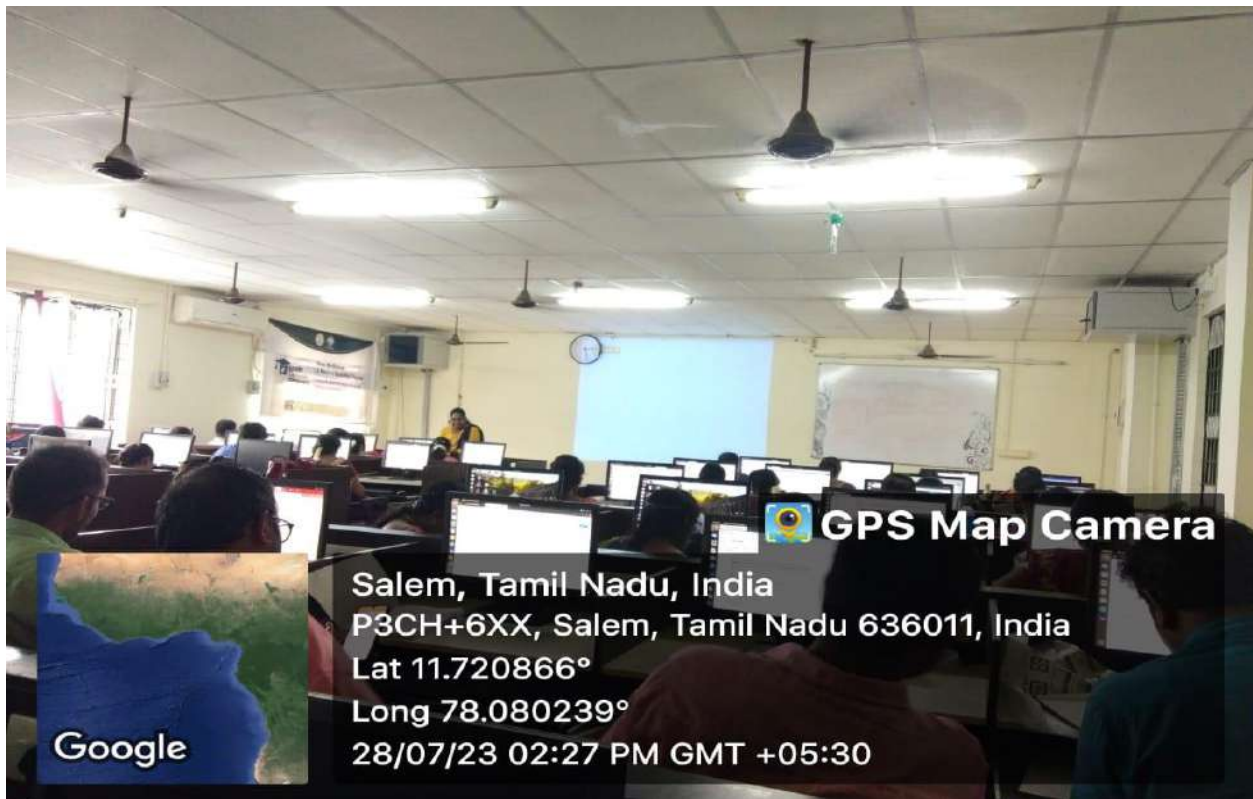 GPS Map Camera
Salem, Tamil Nadu, India
P3CH+6XX, Salem, Tamil Nadu 636011, India
Lat 11.720866°
Long 78.080239°
28/07/23 02:27 PM GMT +05:30
Google